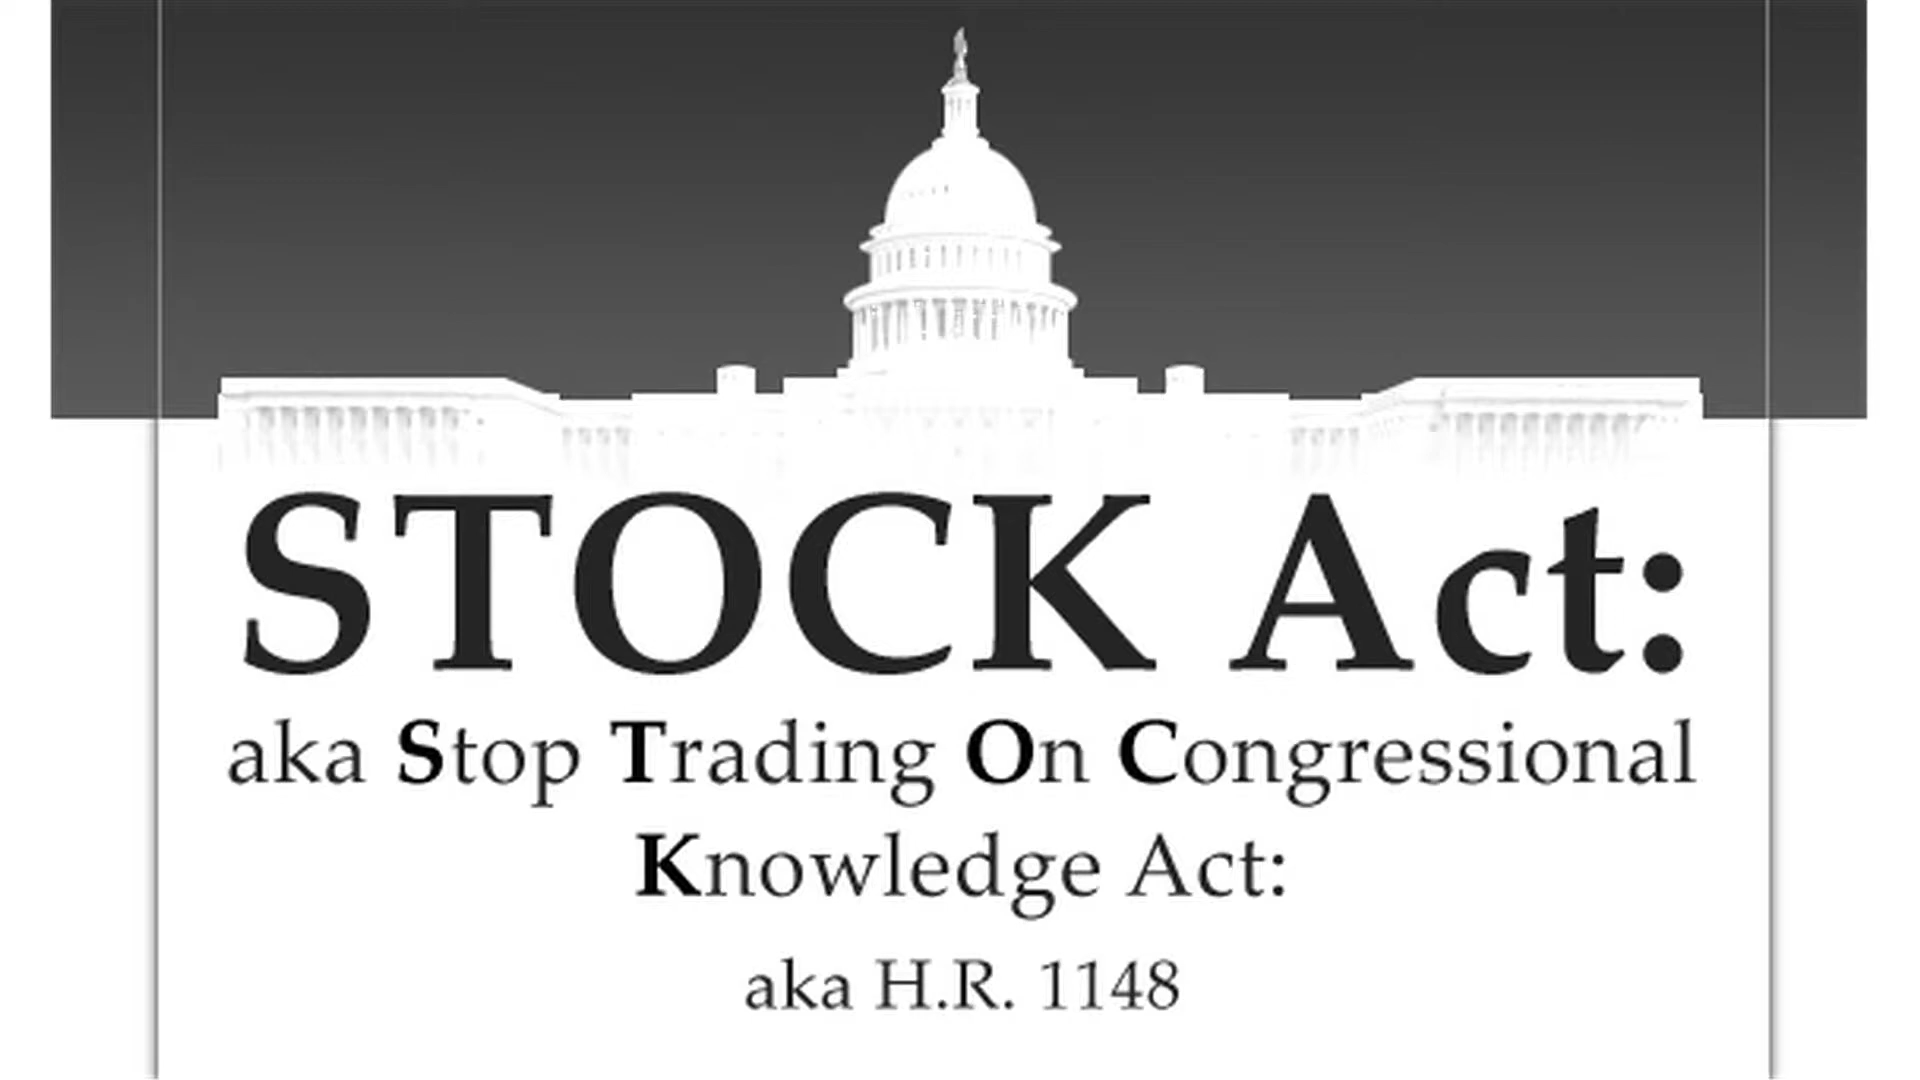 STOCK Act:
aka Stop Trading On Congressional
Knowledge Act:
aka H.R. 1148